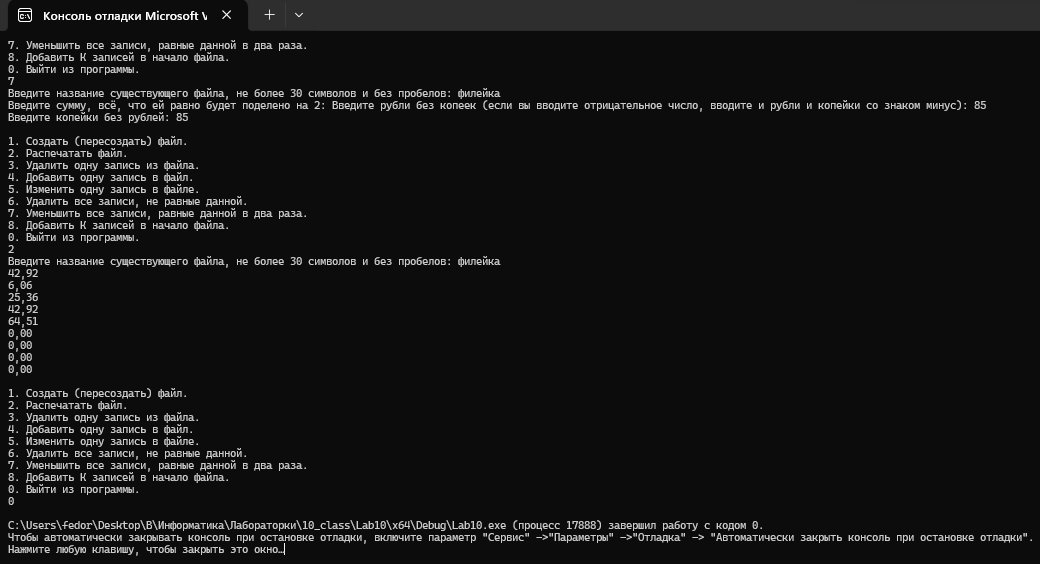 Консоль отладки Microsoft V
7. Уменьшить все записи, равные данной в два раза.
8. Добавить K записей в начало файла.
0. Выйти из программы.
7
Введите название существующего файла, не более 30 символов и без пробелов: филейка
Введите сумму, всё, что ей равно будет поделено на 2: Введите рубли без копеек (если вы вводите отрицательное число, вводите и рубли и копейки со знаком минус): 85
Введите копейки без рублей: 85
1. Создать (пересоздать) файл.
2. Распечатать файл.
3. Удалить одну запись из файла.
4. Добавить одну запись в файл.
5. Изменить одну запись в файле.
6. Удалить все записи, не равные данной.
7. Уменьшить все записи, равные данной в два раза.
8. Добавить K записей в начало файла.
0. Выйти из программы.
2
Введите название существующего файла, не более 30 символов и без пробелов: филейка
42,92
6,06
25,36
42,92
64,51
0,00
0,00
0,00
0,00
1. Создать (пересоздать) файл.
2. Распечатать файл.
3. Удалить одну запись из файла.
4. Добавить одну запись в файл.
5. Изменить одну запись в файле.
6. Удалить все записи, не равные данной.
7. Уменьшить все записи, равные данной в два раза.
8. Добавить K записей в начало файла.
0. Выйти из программы.
0
C:\Users\fedor\Desktop\В\Информатика\Лабораторки\10_class\Lab10\x64\Debug\Lab10.exe (процесс 17888) завершил работу с кодом 0.
Чтобы автоматически закрывать консоль при остановке отладки, включите параметр "Сервис" ->"Параметры" ->"Отладка" -> "Автоматически закрыть консоль при остановке отладки".
Нажмите любую клавишу, чтобы закрыть это окно…